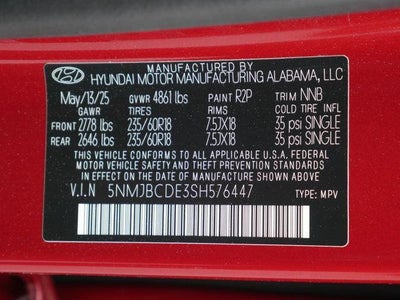 MANUFACTURED BY
HYUNDAI MOTOR MANUFACTURING ALABAMA, LLC
May/13/25 GVWR 4861 lbs PAINT R2P TRIM NNB
GAWR TIRES RIMS COLD TIRE INFL
FRONT 2778 lbs 235/60R18 7.5JX18 35 psi SINGLE
REAR 2646 lbs 235/60R18 7.5JX18 35 psi SINGLE
THIS VEHICLE CONFORMS TO ALL APPLICABLE U.S.A. FEDERAL
MOTOR VEHICLE SAFETY AND THEFT PREVENTION STANDARDS
IN EFFECT ON THE DATE OF MANUFACTURE SHOWN ABOVE.
V.I.N 5NMJBCDE3SH576447 TYPE: MPV